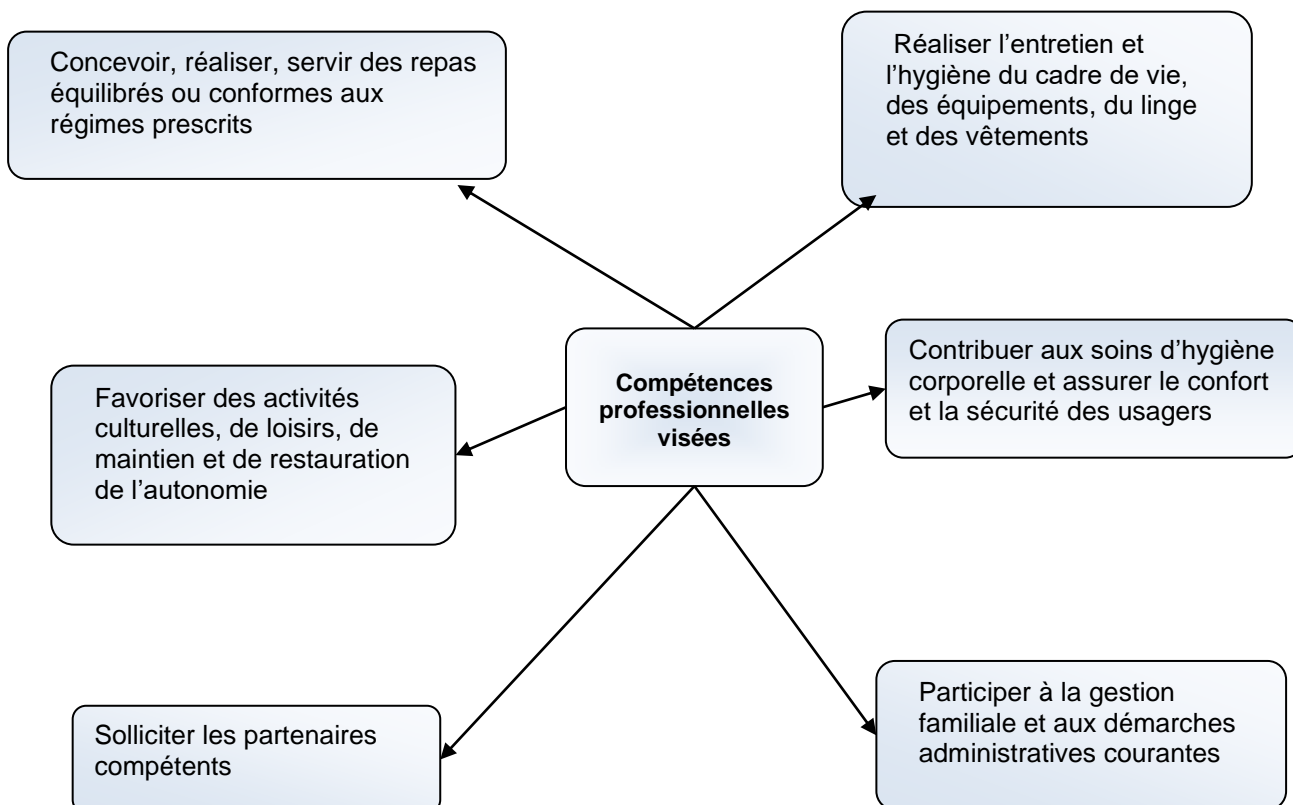 Concevoir, réaliser, servir des repas
équilibrés ou conformes aux
régimes prescrits
Réaliser l’entretien et
l’hygiène du cadre de vie,
des équipements, du linge
et des vêtements
Favoriser des activités
culturelles, de loisirs, de
maintien et de restauration
de l’autonomie
Compétences
professionnelles
visées
Contribuer aux soins d’hygiène
corporelle et assurer le confort
et la sécurité des usagers
Solliciter les partenaires
compétents
Participer à la gestion
familiale et aux démarches
administratives courantes